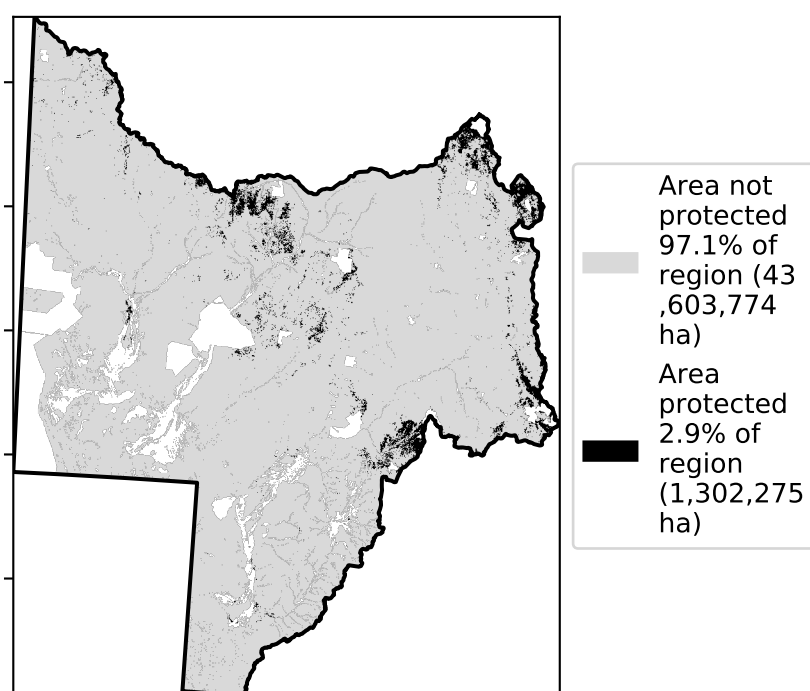 Area not
protected
97.1% of
region (43
,603,774
ha)
Area
protected
2.9% of
region
(1,302,275
ha)